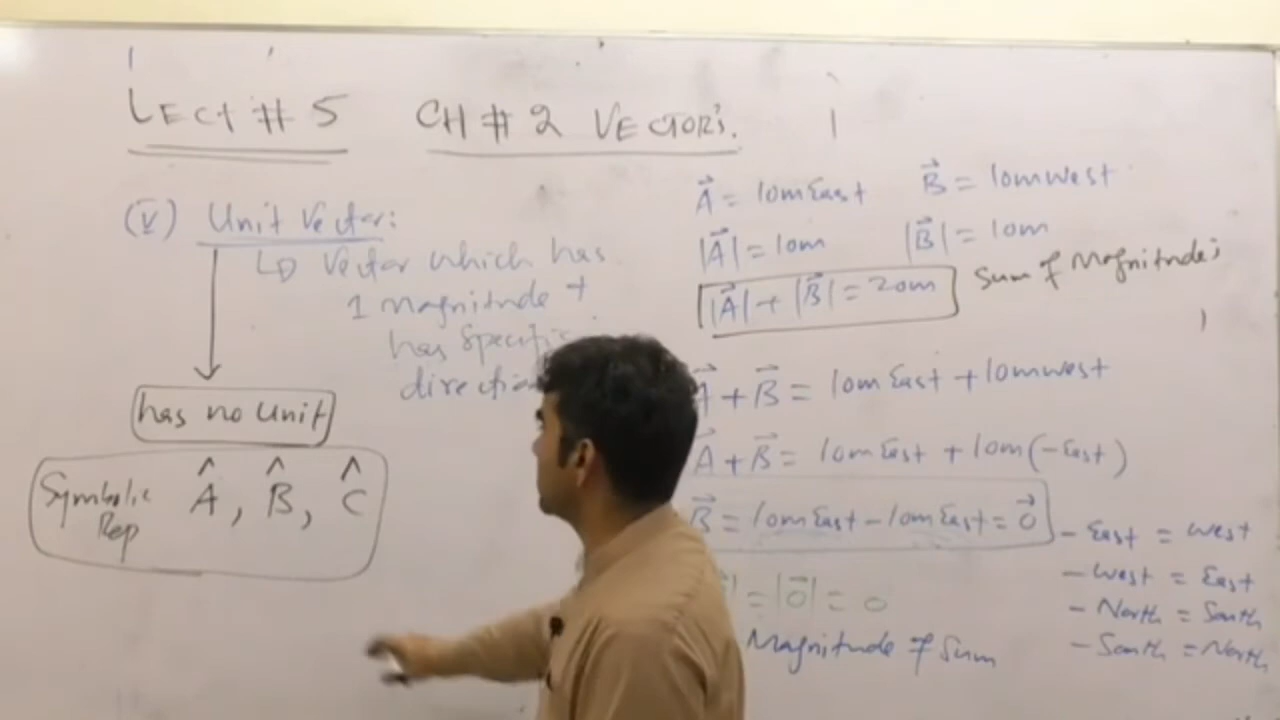 LECT # 5 CH # 2 VECTORS.
(V) Unit Vector:
Vector which has
1 magnitude +
has specific
direction
has no unit
Symbolic Rep Â, B̂, Ĉ
A⃗ = 10m East B⃗ = 10m west
|A⃗| = 10m |B⃗| = 10m
|A⃗| + |B⃗| = 20m Sum of Magnitudes
A⃗ + B⃗ = 10m East + 10m west
A⃗ + B⃗ = 10m East + 10m (-East)
B⃗ = 10m East - 10m East = 0⃗
= |0⃗| = 0
Magnitude of Sum
- East = west
- west = East
- North = South
- South = North